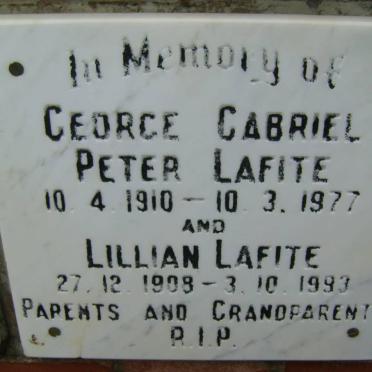 In Memory of
GEORGE GABRIEL
PETER LAFITE
10. 4. 1910 - 10. 3. 1977
AND
LILLIAN LAFITE
27. 12. 1908 - 3. 10. 1993
PARENTS AND GRANDPARENT
R.I.P.